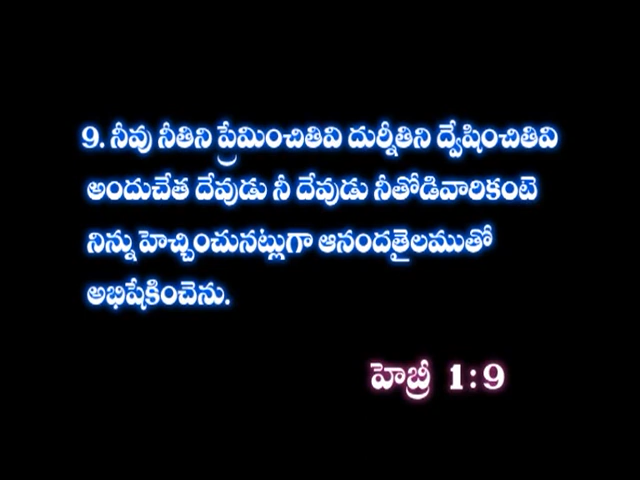 9. నీవు నీతిని ప్రేమించితివి దుర్నీతిని ద్వేషించితివి
అందుచేత దేవుడు నీ దేవుడు నీతోడివారికంటె
నిన్ను హెచ్చించునట్లుగా ఆనందతైలముతో
అభిషేకించెను.
హెబ్రీ 1:9